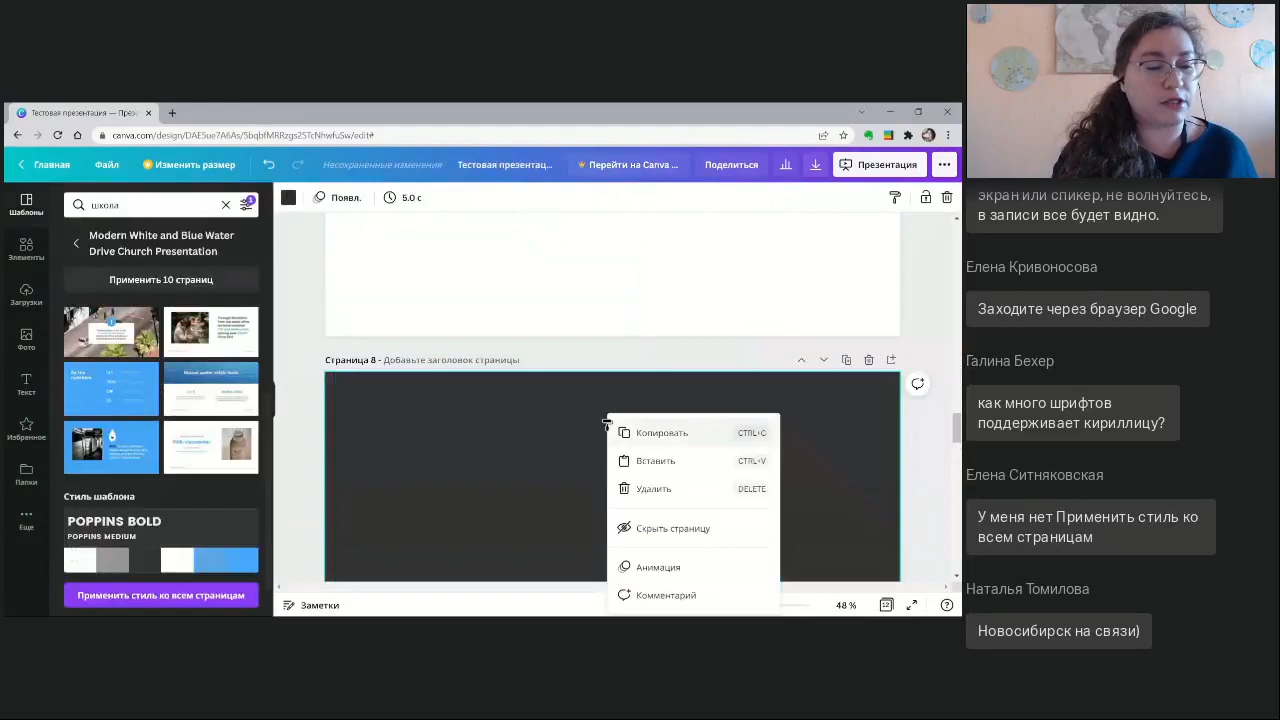 Тестовая презентация — През
canva.com/design/DAE5ue7A6As/5bqbfMRRzgs2STcNhwfuSw/edit#
Главная
Файл
Изменить размер
Несохраненные изменения
Тестовая презентац...
Перейти на Canva ...
Поделиться
Презентация
Шаблоны
Элементы
Загрузки
Фото
Текст
Избранное
Папки
Еще
школа
1
Modern White and Blue Water
Drive Church Presentation
Применить 10 страниц
Стиль шаблона
POPPINS BOLD
POPPINS MEDIUM
Применить стиль ко всем страницам
Появл.
5.0 с
Страница 8 - Добавьте заголовок страницы
Копировать CTRL+C
Вставить CTRL+V
Удалить DELETE
Скрыть страницу
Анимация
Комментарий
Заметки
48 %
12
экран или спикер, не волнуйтесь,
в записи все будет видно.
Елена Кривоносова
Заходите через браузер Google
Галина Бехер
как много шрифтов
поддерживает кириллицу?
Елена Ситняковская
У меня нет Применить стиль ко
всем страницам
Наталья Томилова
Новосибирск на связи)